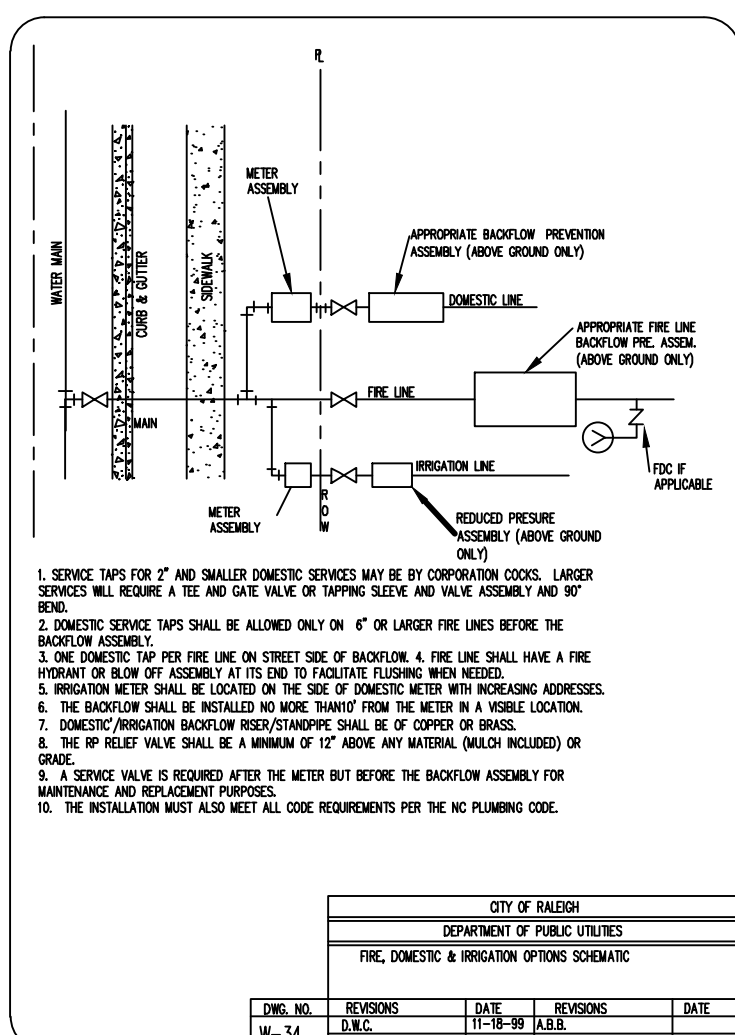 PL
METER
ASSEMBLY
APPROPRIATE BACKFLOW PREVENTION
ASSEMBLY (ABOVE GROUND ONLY)
WATER MAIN
CURB & GUTTER
SIDEWALK
DOMESTIC LINE
APPROPRIATE FIRE LINE
BACKFLOW PRE. ASSEM.
(ABOVE GROUND ONLY)
FIRE LINE
MAIN
IRRIGATION LINE
FDC IF
APPLICABLE
METER
ASSEMBLY
R
O
W
REDUCED PRESURE
ASSEMBLY (ABOVE GROUND
ONLY)
1. SERVICE TAPS FOR 2" AND SMALLER DOMESTIC SERVICES MAY BE BY CORPORATION COCKS. LARGER
SERVICES WILL REQUIRE A TEE AND GATE VALVE OR TAPPING SLEEVE AND VALVE ASSEMBLY AND 90°
BEND.
2. DOMESTIC SERVICE TAPS SHALL BE ALLOWED ONLY ON 6" OR LARGER FIRE LINES BEFORE THE
BACKFLOW ASSEMBLY.
3. ONE DOMESTIC TAP PER FIRE LINE ON STREET SIDE OF BACKFLOW. 4. FIRE LINE SHALL HAVE A FIRE
HYDRANT OR BLOW OFF ASSEMBLY AT ITS END TO FACILITATE FLUSHING WHEN NEEDED.
5. IRRIGATION METER SHALL BE LOCATED ON THE SIDE OF DOMESTIC METER WITH INCREASING ADDRESSES.
6. THE BACKFLOW SHALL BE INSTALLED NO MORE THAN10' FROM THE METER IN A VISIBLE LOCATION.
7. DOMESTIC'/IRRIGATION BACKFLOW RISER/STANDPIPE SHALL BE OF COPPER OR BRASS.
8. THE RP RELIEF VALVE SHALL BE A MINIMUM OF 12" ABOVE ANY MATERIAL (MULCH INCLUDED) OR
GRADE.
9. A SERVICE VALVE IS REQUIRED AFTER THE METER BUT BEFORE THE BACKFLOW ASSEMBLY FOR
MAINTENANCE AND REPLACEMENT PURPOSES.
10. THE INSTALLATION MUST ALSO MEET ALL CODE REQUIREMENTS PER THE NC PLUMBING CODE.
CITY OF RALEIGH
DEPARTMENT OF PUBLIC UTILITIES
FIRE, DOMESTIC & IRRIGATION OPTIONS SCHEMATIC
DWG. NO. REVISIONS DATE REVISIONS DATE
W-34 D.W.C. 11-18-99 A.B.B.